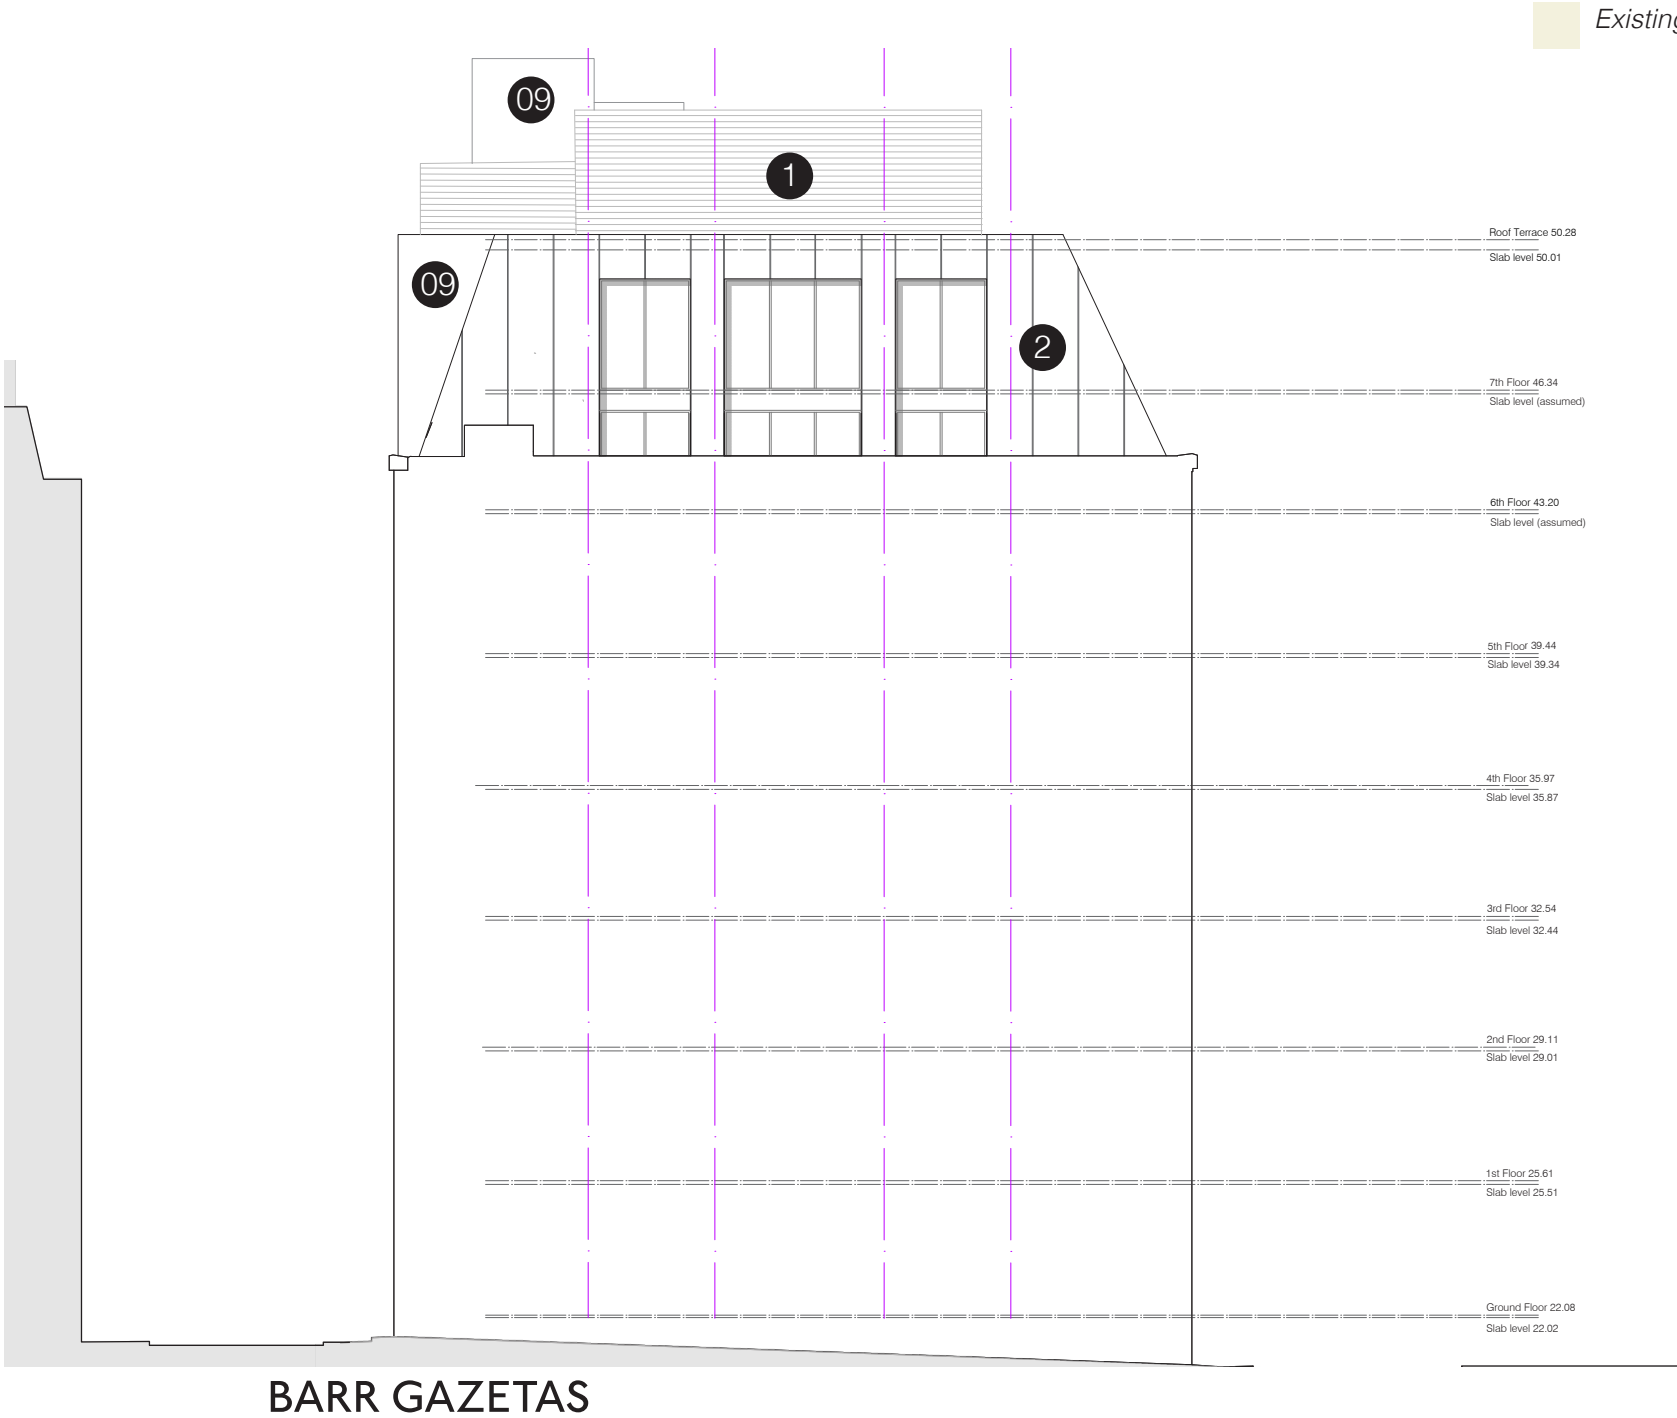 Existing
09
1
Roof Terrace 50.28
Slab level 50.01
09
2
7th Floor 46.34
Slab level (assumed)
6th Floor 43.20
Slab level (assumed)
5th Floor 39.44
Slab level 39.34
4th Floor 35.97
Slab level 35.87
3rd Floor 32.54
Slab level 32.44
2nd Floor 29.11
Slab level 29.01
1st Floor 25.61
Slab level 25.51
Ground Floor 22.08
Slab level 22.02
BARR GAZETAS